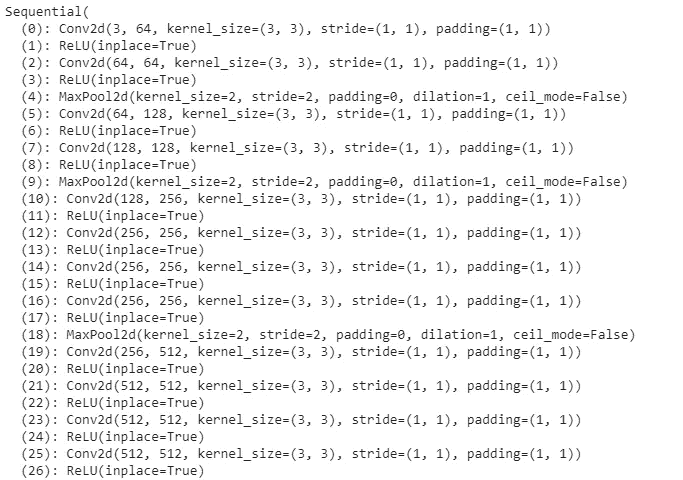 Sequential(
  (0): Conv2d(3, 64, kernel_size=(3, 3), stride=(1, 1), padding=(1, 1))
  (1): ReLU(inplace=True)
  (2): Conv2d(64, 64, kernel_size=(3, 3), stride=(1, 1), padding=(1, 1))
  (3): ReLU(inplace=True)
  (4): MaxPool2d(kernel_size=2, stride=2, padding=0, dilation=1, ceil_mode=False)
  (5): Conv2d(64, 128, kernel_size=(3, 3), stride=(1, 1), padding=(1, 1))
  (6): ReLU(inplace=True)
  (7): Conv2d(128, 128, kernel_size=(3, 3), stride=(1, 1), padding=(1, 1))
  (8): ReLU(inplace=True)
  (9): MaxPool2d(kernel_size=2, stride=2, padding=0, dilation=1, ceil_mode=False)
  (10): Conv2d(128, 256, kernel_size=(3, 3), stride=(1, 1), padding=(1, 1))
  (11): ReLU(inplace=True)
  (12): Conv2d(256, 256, kernel_size=(3, 3), stride=(1, 1), padding=(1, 1))
  (13): ReLU(inplace=True)
  (14): Conv2d(256, 256, kernel_size=(3, 3), stride=(1, 1), padding=(1, 1))
  (15): ReLU(inplace=True)
  (16): Conv2d(256, 256, kernel_size=(3, 3), stride=(1, 1), padding=(1, 1))
  (17): ReLU(inplace=True)
  (18): MaxPool2d(kernel_size=2, stride=2, padding=0, dilation=1, ceil_mode=False)
  (19): Conv2d(256, 512, kernel_size=(3, 3), stride=(1, 1), padding=(1, 1))
  (20): ReLU(inplace=True)
  (21): Conv2d(512, 512, kernel_size=(3, 3), stride=(1, 1), padding=(1, 1))
  (22): ReLU(inplace=True)
  (23): Conv2d(512, 512, kernel_size=(3, 3), stride=(1, 1), padding=(1, 1))
  (24): ReLU(inplace=True)
  (25): Conv2d(512, 512, kernel_size=(3, 3), stride=(1, 1), padding=(1, 1))
  (26): ReLU(inplace=True)